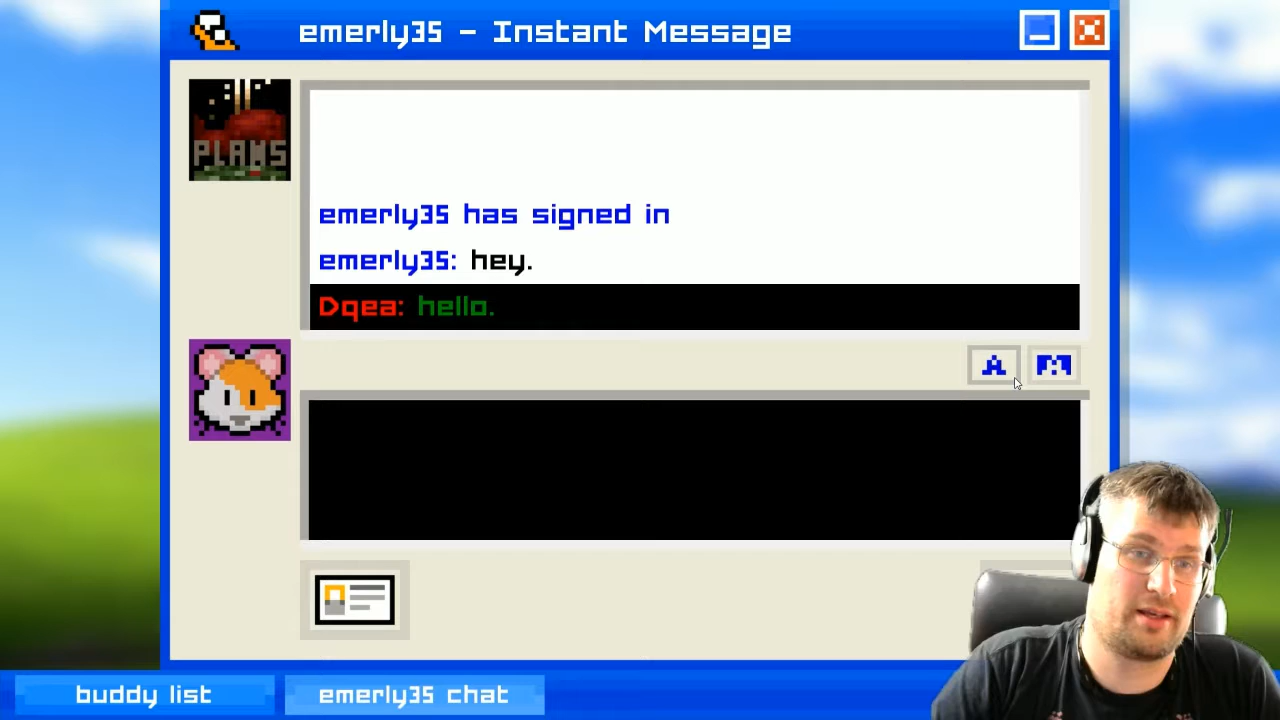 emerly35 - Instant Message
PLANS
emerly35 has signed in
emerly35: hey.
Dqea: hello.
A
buddy list
emerly35 chat